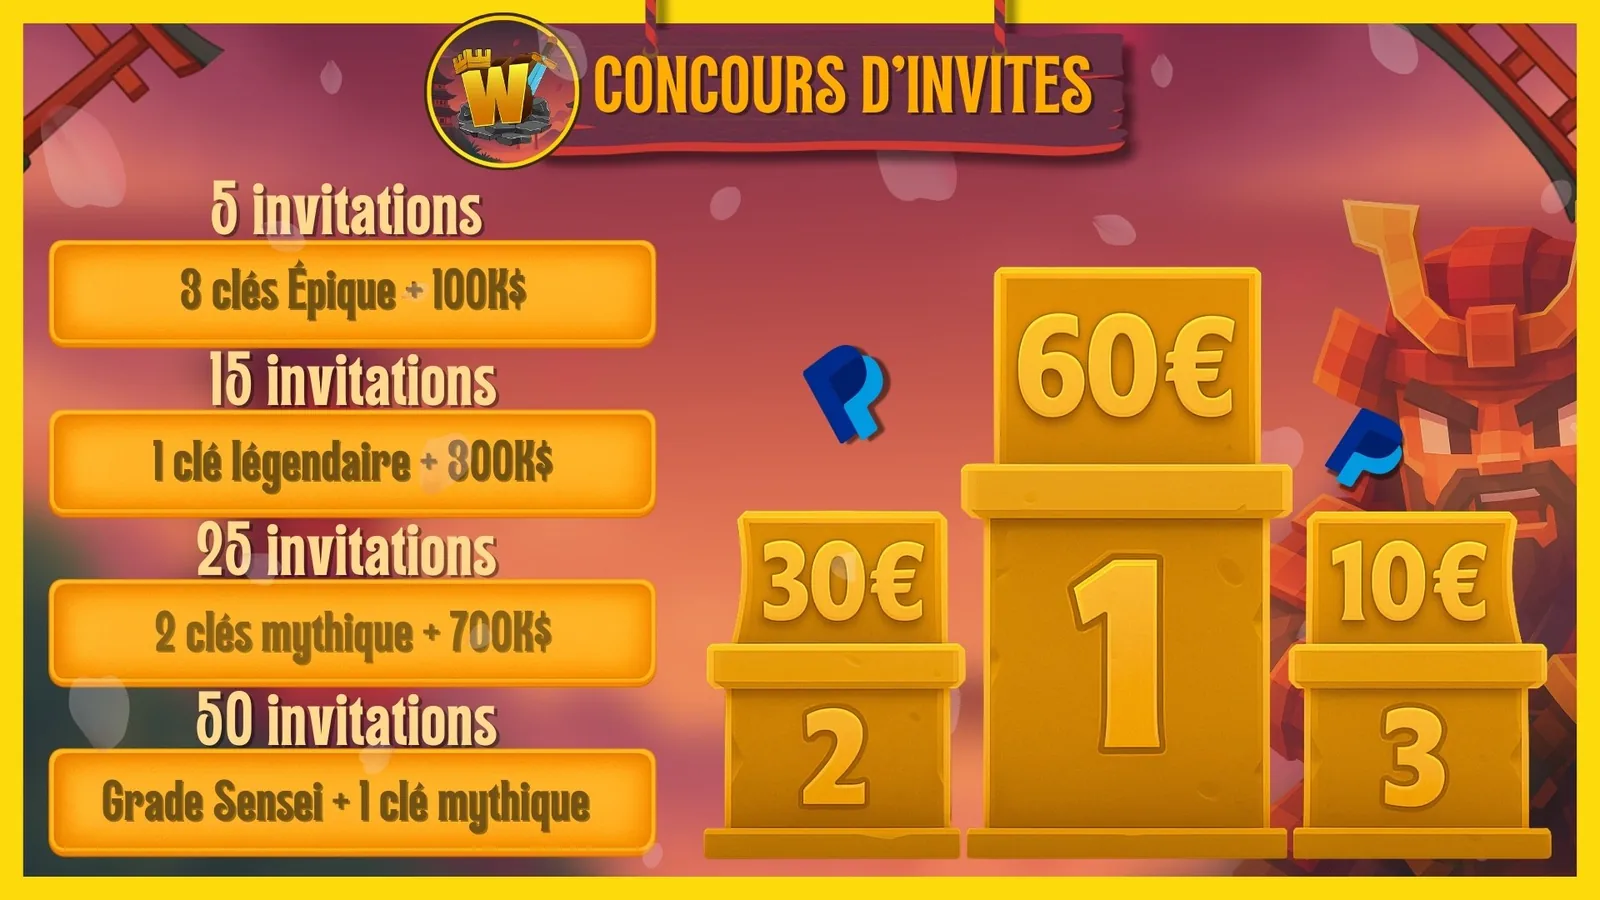 W
CONCOURS D'INVITES
5 invitations
3 clés Épique + 100K$
15 invitations
1 clé légendaire + 300K$
25 invitations
2 clés mythique + 700K$
50 invitations
Grade Sensei + 1 clé mythique
60€
30€
10€
1
2
3